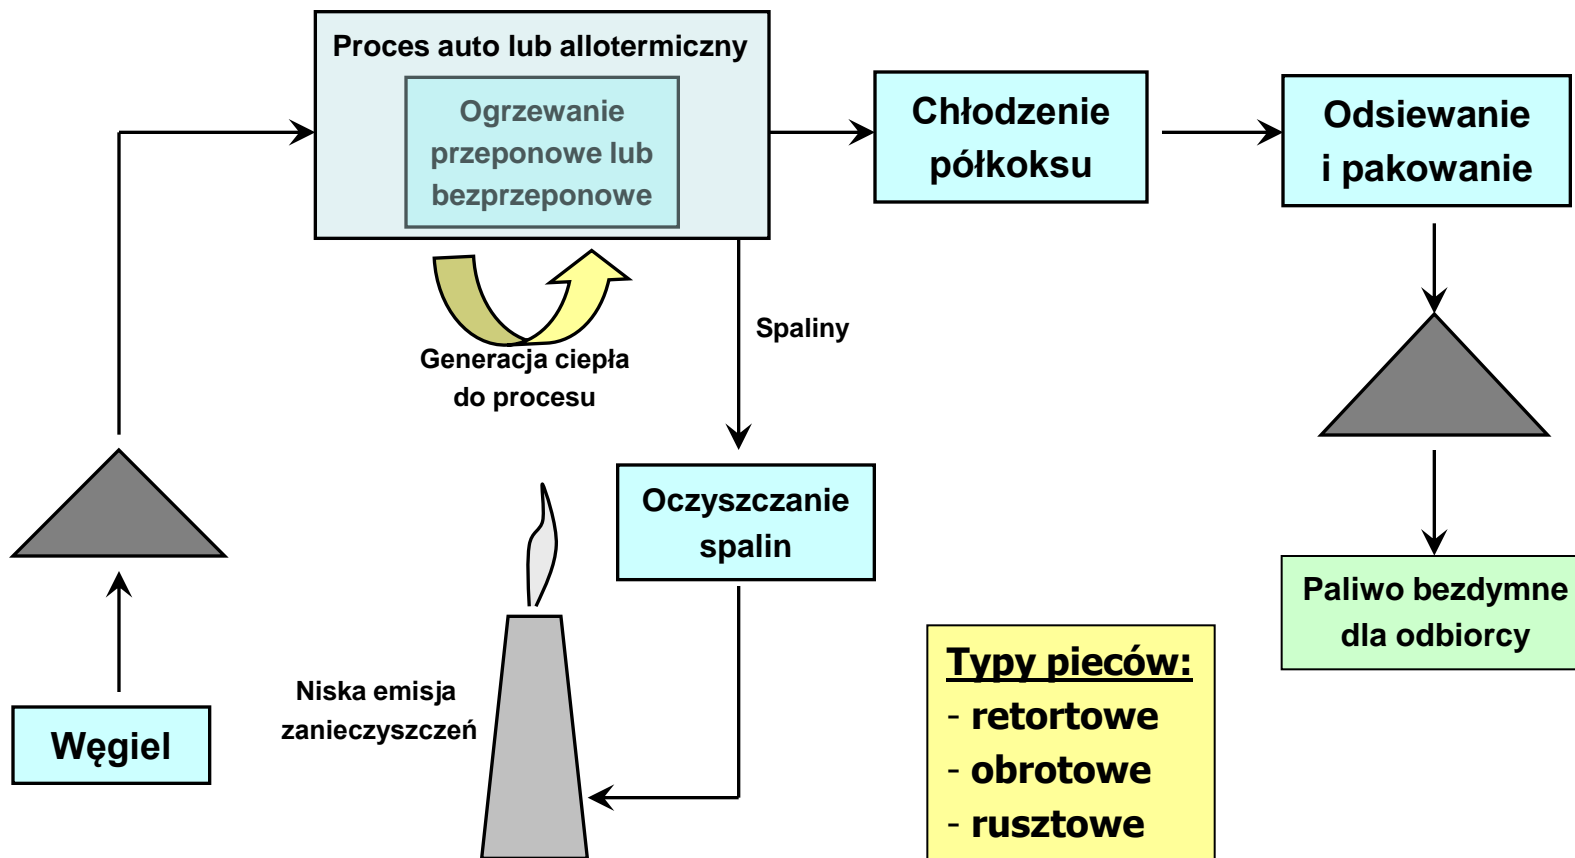 Proces auto lub allotermiczny
Ogrzewanie
przeponowe lub
bezprzeponowe
Chłodzenie
półkoksu
Odsiewanie
i pakowanie
Spaliny
Generacja ciepła
do procesu
Oczyszczanie
spalin
Paliwo bezdymne
dla odbiorcy
Niska emisja
zanieczyszczeń
Węgiel
Typy pieców:
- retortowe
- obrotowe
- rusztowe